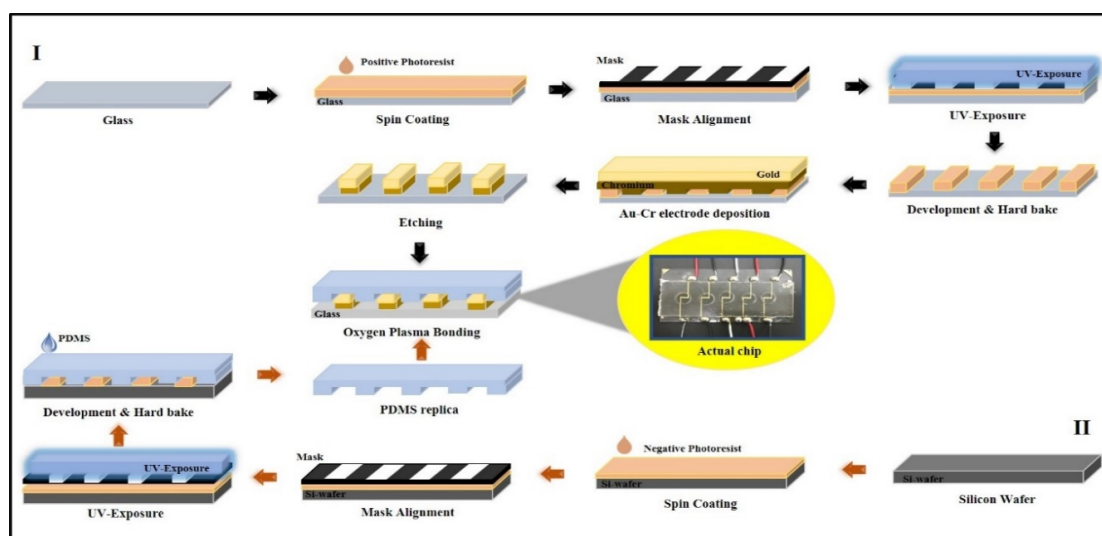 I
Glass
Positive Photoresist
Glass
Spin Coating
Mask
Glass
Mask Alignment
UV-Exposure
UV-Exposure
Development & Hard bake
Gold
Chromium
Au-Cr electrode deposition
Etching
Glass
Oxygen Plasma Bonding
Actual chip
PDMS
Development & Hard bake
PDMS replica
II
Si-wafer
Silicon Wafer
Negative Photoresist
Si-wafer
Spin Coating
Mask
Si-wafer
Mask Alignment
UV-Exposure
UV-Exposure